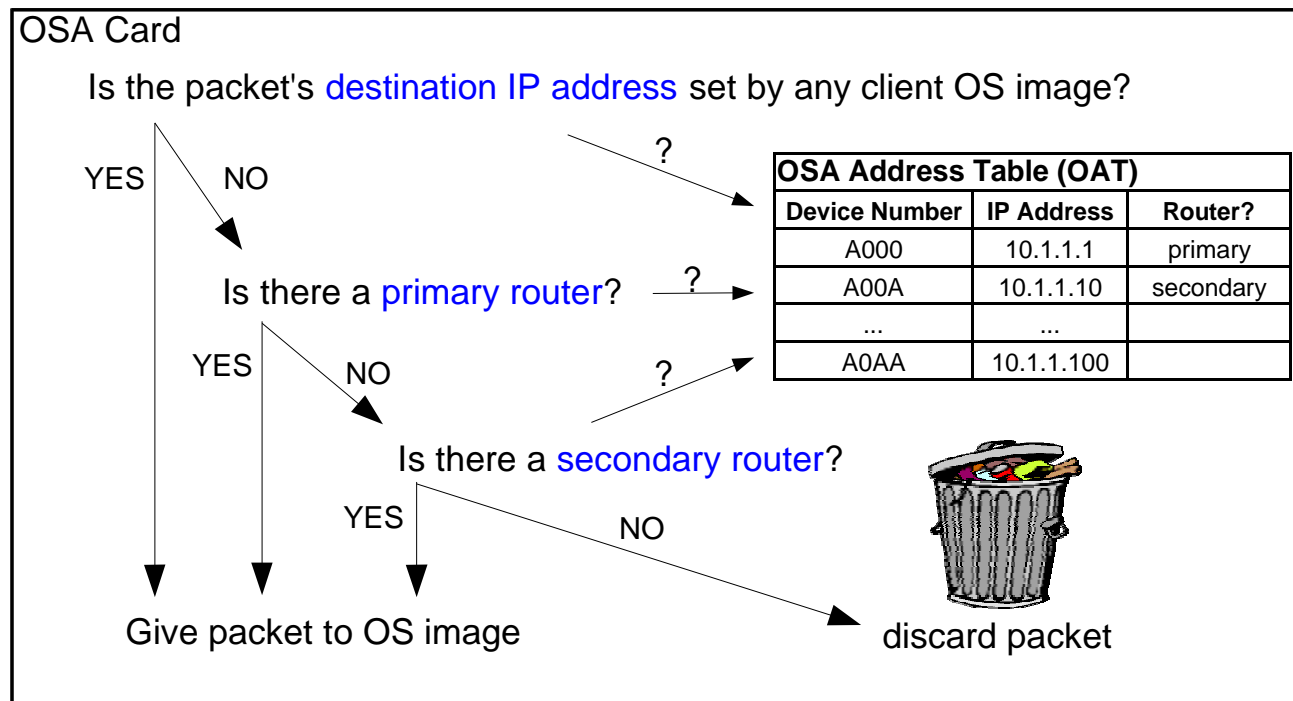 OSA Card
Is the packet's destination IP address set by any client OS image?
YES
NO
?
OSA Address Table (OAT)
Device Number IP Address Router?
A000 10.1.1.1 primary
A00A 10.1.1.10 secondary
... ...
A0AA 10.1.1.100
Is there a primary router?
?
YES
NO
?
Is there a secondary router?
YES
NO
Give packet to OS image
discard packet